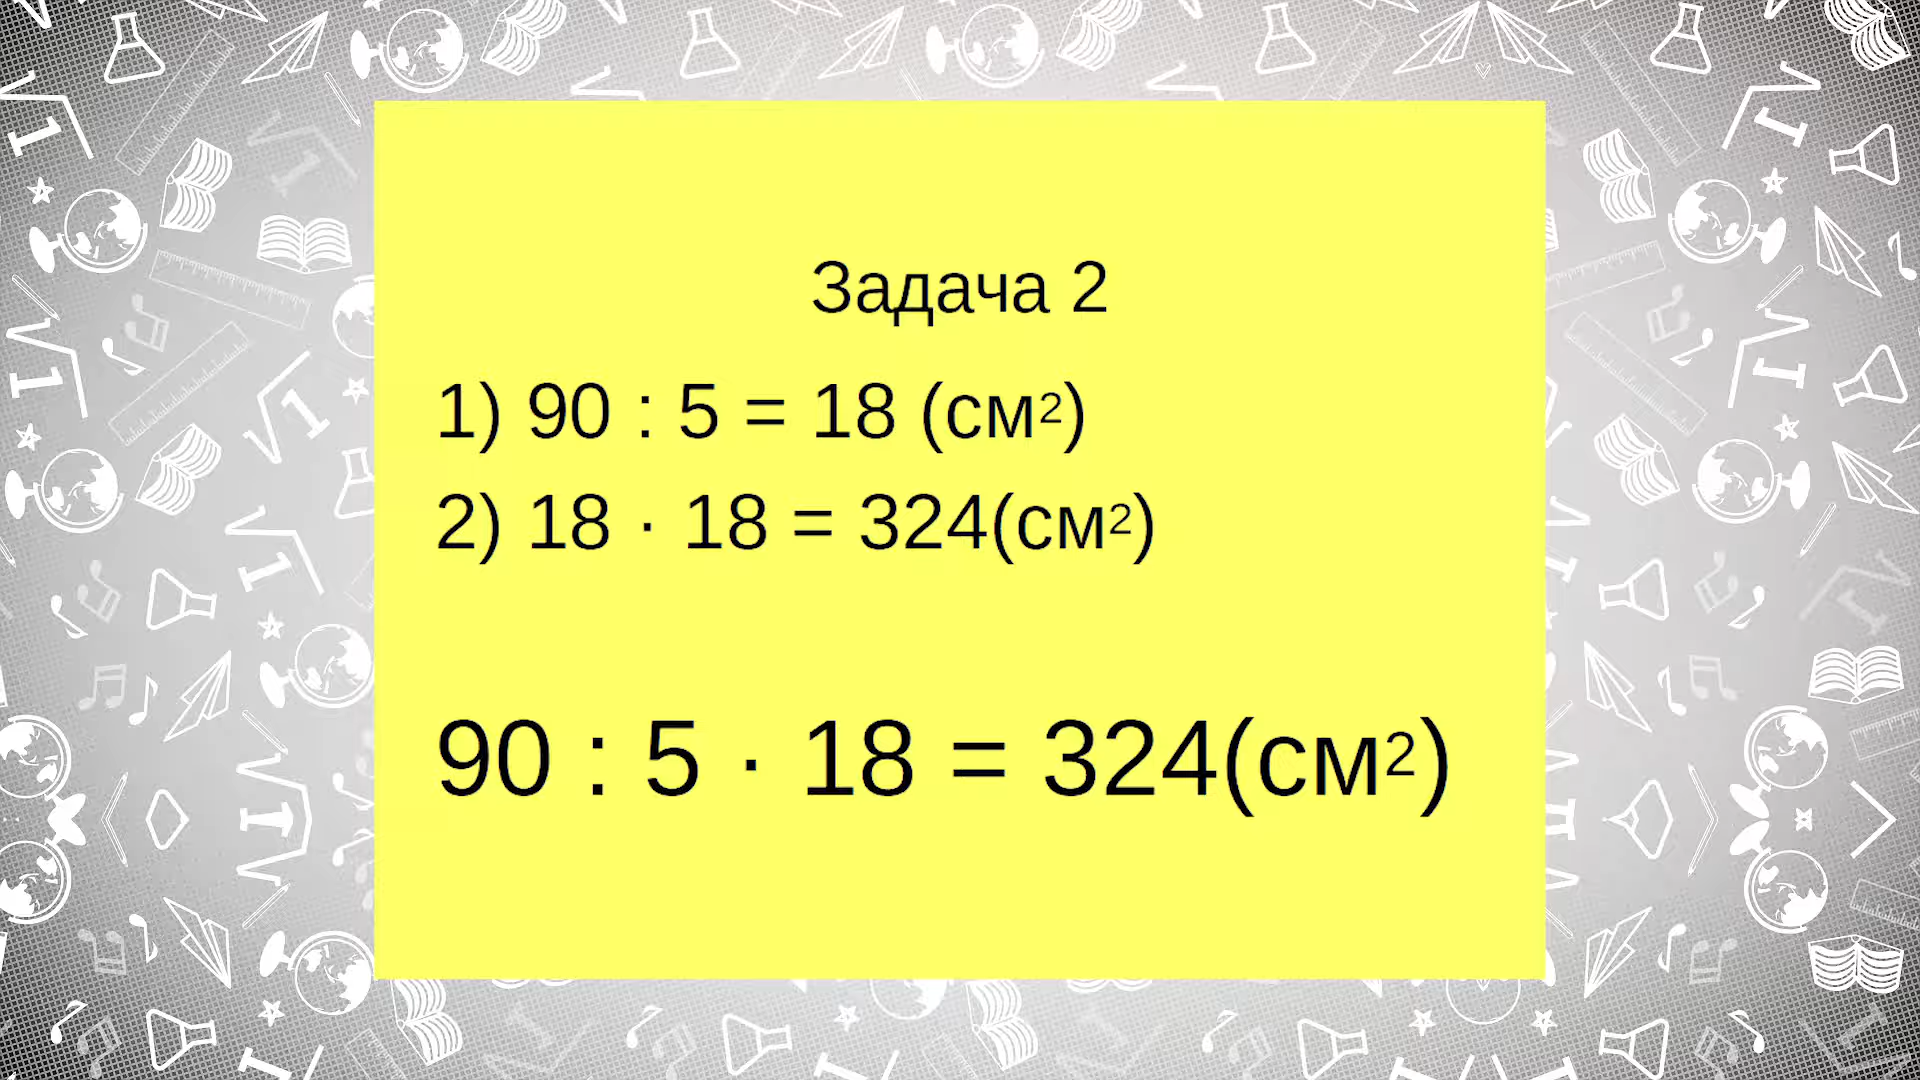 Задача 2
1) 90 : 5 = 18 (см²)
2) 18 · 18 = 324(см²)
90 : 5 · 18 = 324(см²)